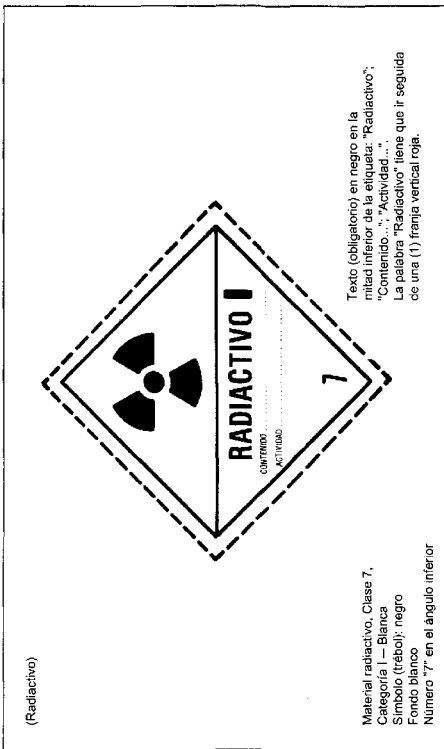 (Radiactivo)
RADIACTIVO I
CONTENIDO
ACTIVIDAD
7
Material radiactivo, Clase 7,
Categoría I – Blanca
Símbolo (trébol): negro
Fondo blanco
Número "7" en el ángulo inferior
Texto (obligatorio) en negro en la
mitad inferior de la etiqueta: "Radiactivo";
"Contenido..."; "Actividad...".
La palabra "Radiactivo" tiene que ir seguida
de una (1) franja vertical roja.